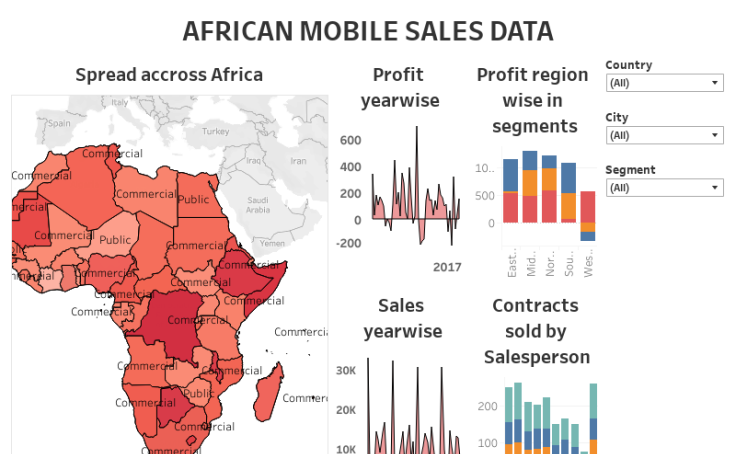 AFRICAN MOBILE SALES DATA
Spread accross Africa
Italy
Spain
Turkey
Iraq
Iran
Saudi
Arabia
Yemen
Commercial
Commercial
Commercial
Public
Commercial
Public
Commercial
Commercial
Commercial
Commercial
Commercial
Commercial
Commercial
Commercial
Commercial
Public
Commercial
Commercial
Commercial
Profit
yearwise
600
400
200
0
-200
2017
Profit region
wise in
segments
10..
500
0
East..
Mid..
Nor..
Sou..
Wes..
Country
(All)
City
(All)
Segment
(All)
Sales
yearwise
30K
20K
10K
Contracts
sold by
Salesperson
200
100